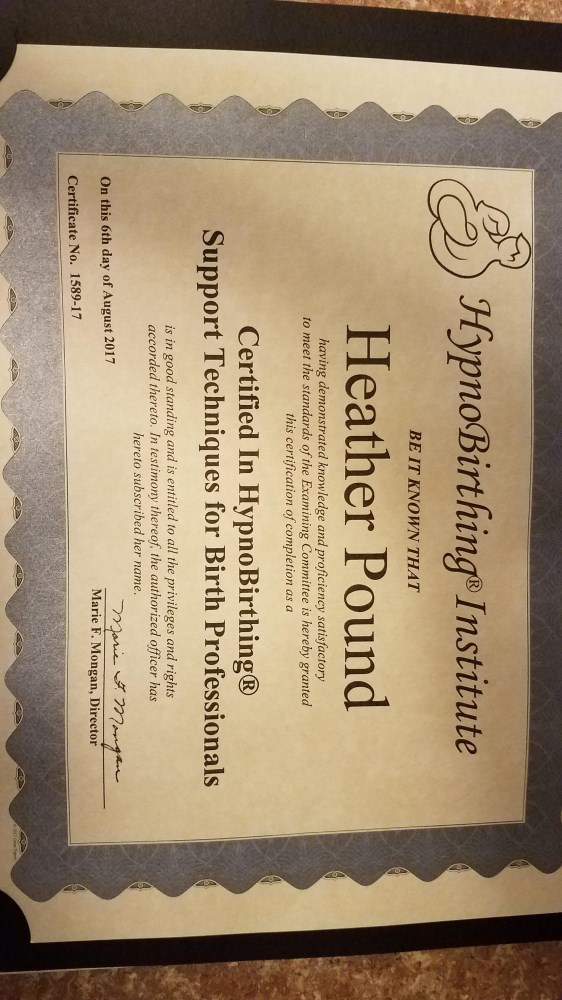 HypnoBirthing® Institute
BE IT KNOWN THAT
Heather Pound
having demonstrated knowledge and proficiency satisfactory
to meet the standards of the Examining Committee is hereby granted
this certification of completion as a
Certified In HypnoBirthing®
Support Techniques for Birth Professionals
is in good standing and is entitled to all the privileges and rights
accorded thereto. In testimony thereof, the authorized officer has
hereto subscribed her name.
Marie F. Mongan
On this 6th day of August 2017
Marie F. Mongan, Director
Certificate No. 1589-17